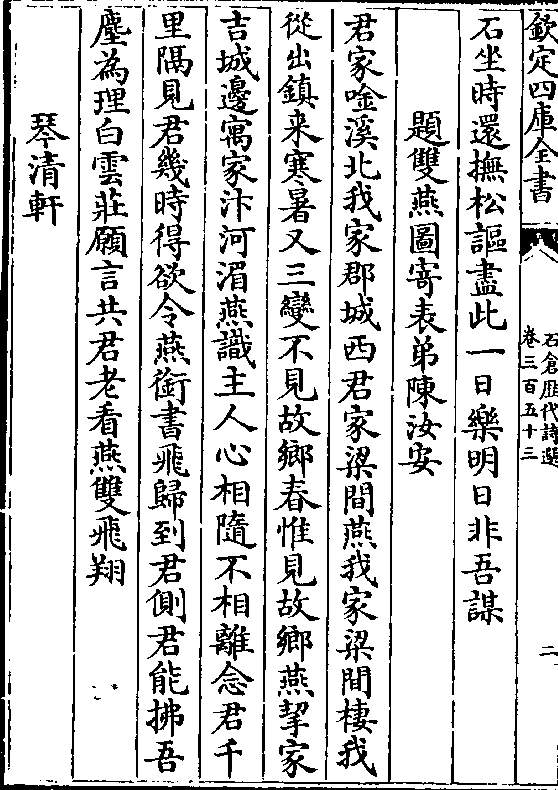 欽定四庫全書
石倉歷代詩選
卷三百五十三
二
石坐時還撫松謳盡此一日樂明日非吾謀
題雙燕圖寄表弟陳汝安
君家唫溪北我家郡城西君家梁間燕我家梁間棲我
從出鎮来寒暑又三變不見故鄉春惟見故鄉燕挈家
吉城邊寓家汴河湄燕識主人心相隨不相離念君千
里隅見君幾時得欲令燕銜書飛歸到君側君能拂吾
塵為理白雲莊願言共君老看燕雙飛翔
琴清軒